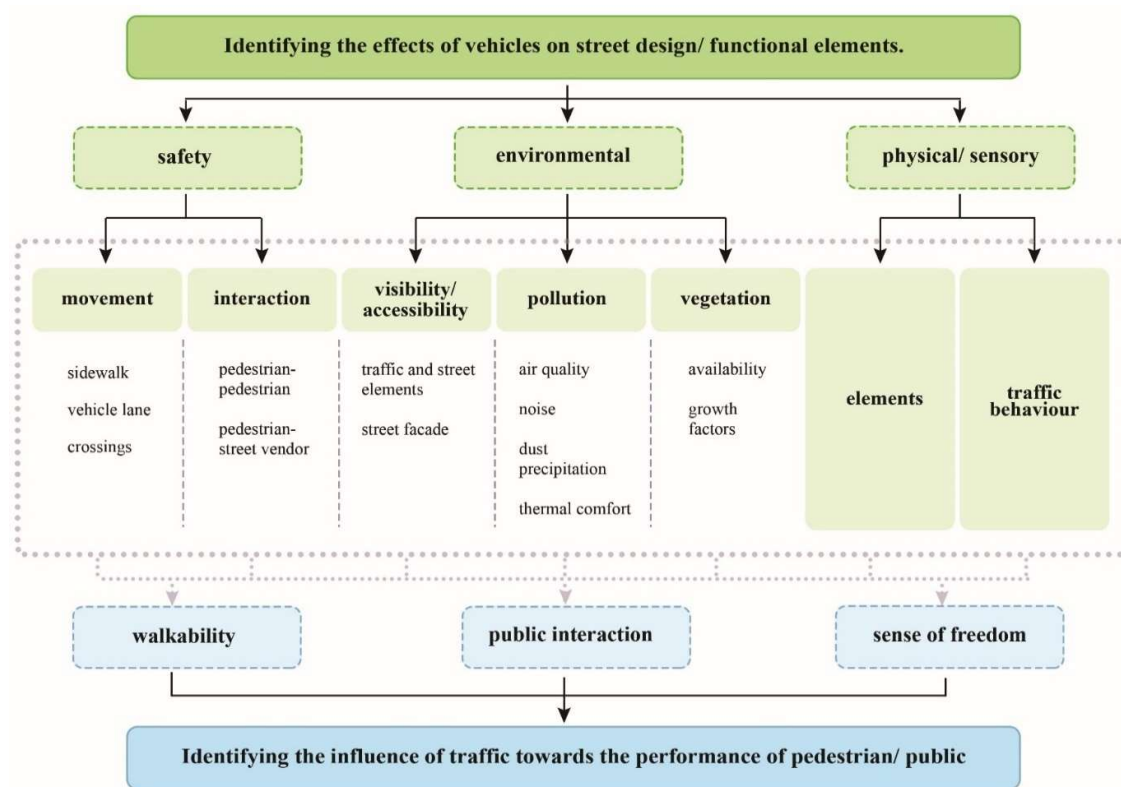 Identifying the effects of vehicles on street design/ functional elements.
safety
environmental
physical/ sensory
movement
interaction
visibility/
accessibility
pollution
vegetation
elements
traffic
behaviour
sidewalk
vehicle lane
crossings
pedestrian-
pedestrian
pedestrian-
street vendor
traffic and street
elements
street facade
air quality
noise
dust
precipitation
thermal comfort
availability
growth
factors
walkability
public interaction
sense of freedom
Identifying the influence of traffic towards the performance of pedestrian/ public